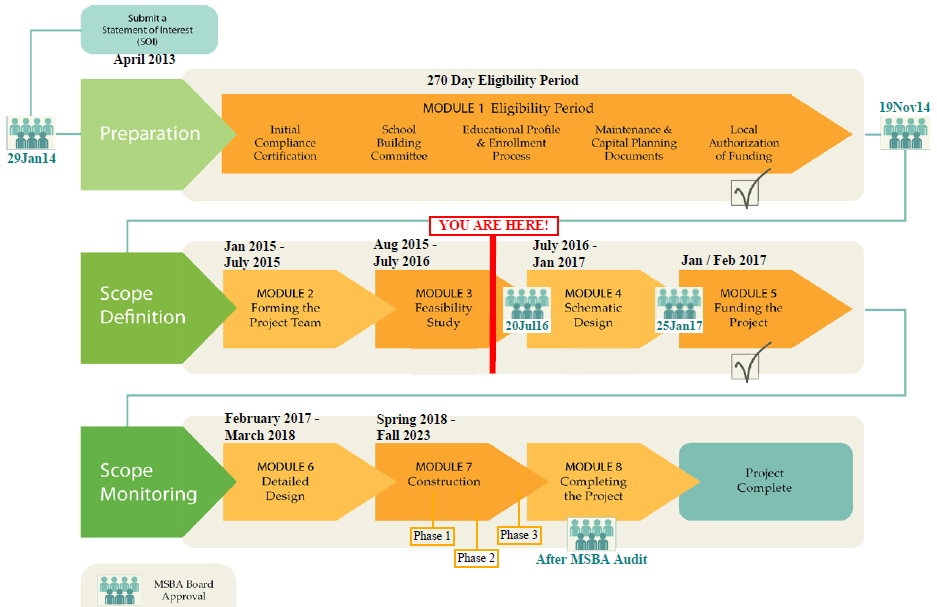 Submit a
Statement of Interest
(SOI)
April 2013
270 Day Eligibility Period
MODULE 1 Eligibility Period
Preparation
Initial
Compliance
Certification
School
Building
Committee
Educational Profile
& Enrollment
Process
Maintenance &
Capital Planning
Documents
Local
Authorization
of Funding
29Jan14
19Nov14
YOU ARE HERE!
Scope
Definition
Jan 2015 -
July 2015
MODULE 2
Forming the
Project Team
Aug 2015 -
July 2016
MODULE 3
Feasibility
Study
20Jul16
July 2016 -
Jan 2017
MODULE 4
Schematic
Design
25Jan17
Jan / Feb 2017
MODULE 5
Funding the
Project
Scope
Monitoring
February 2017 -
March 2018
MODULE 6
Detailed
Design
Spring 2018 -
Fall 2023
MODULE 7
Construction
Phase 1
Phase 2
Phase 3
MODULE 8
Completing
the Project
After MSBA Audit
Project
Complete
MSBA Board
Approval